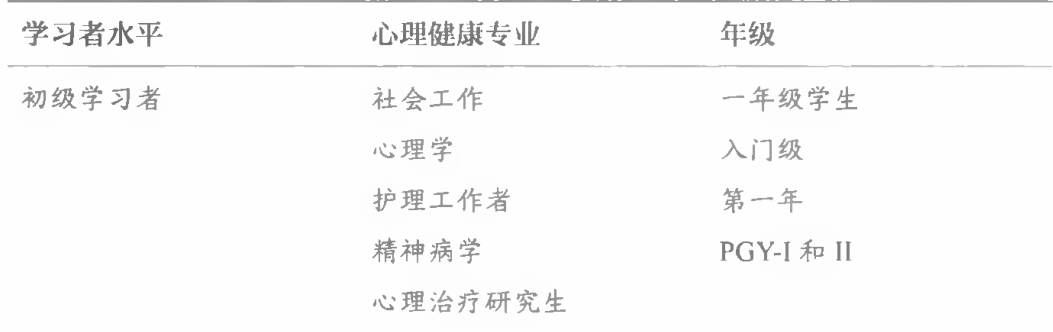 学习者水平 心理健康专业 年级
初级学习者 社会工作 一年级学生
心理学 入门级
护理工作者 第一年
精神病学 PGY-I 和 II
心理治疗研究生